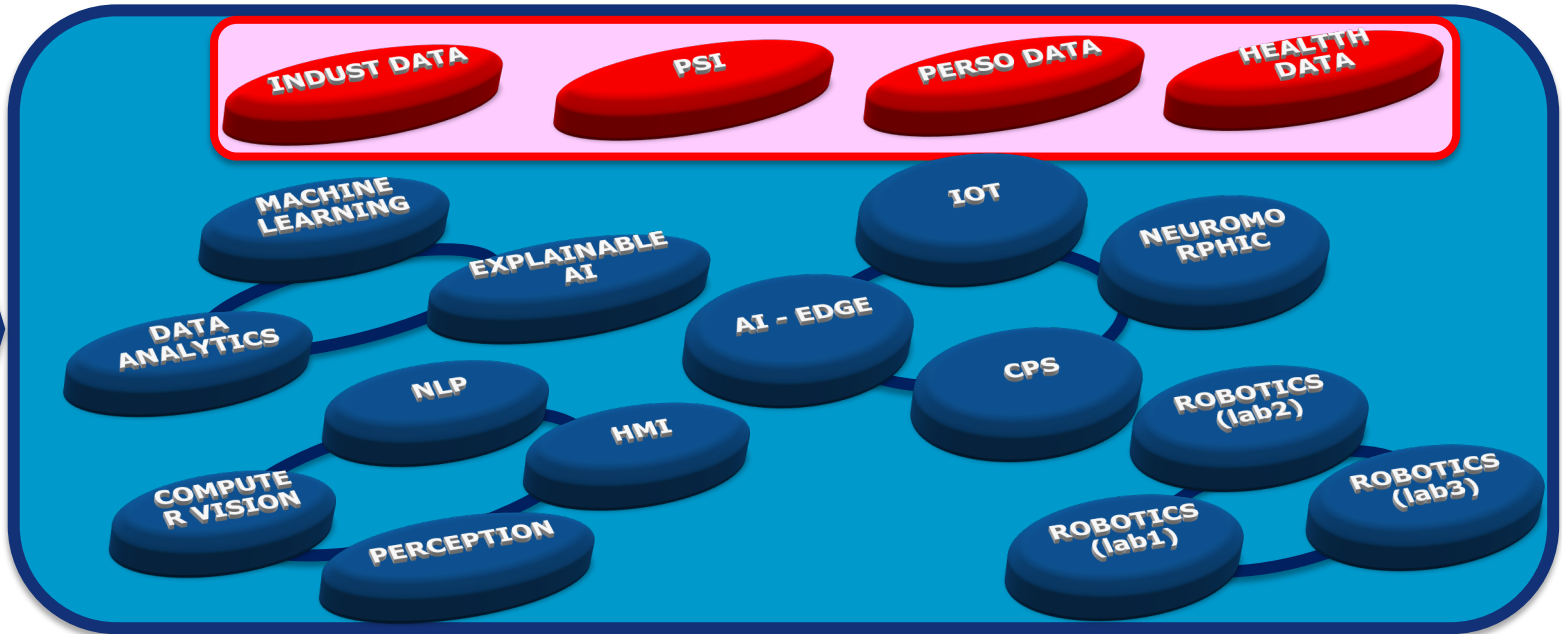 INDUST DATA
PSI
PERSO DATA
HEALTTH
DATA
MACHINE
LEARNING
EXPLAINABLE
AI
DATA
ANALYTICS
IOT
NEUROMO
RPHIC
AI - EDGE
CPS
NLP
HMI
COMPUTE
R VISION
PERCEPTION
ROBOTICS
(lab2)
ROBOTICS
(lab3)
ROBOTICS
(lab1)